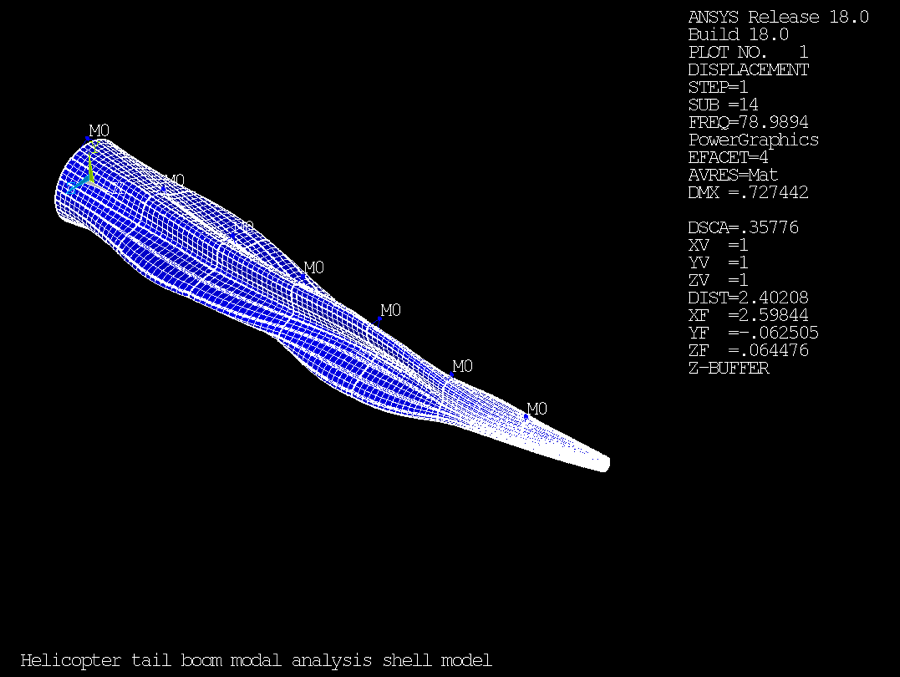 ANSYS Release 18.0
Build 18.0
PLOT NO. 1
DISPLACEMENT
STEP=1
SUB =14
FREQ=78.9894
PowerGraphics
EFACET=4
AVRES=Mat
DMX =.727442
DSCA=.35776
XV =1
YV =1
ZV =1
DIST=2.40208
XF =2.59844
YF =-.062505
ZF =.064476
Z-BUFFER
M0
M0
M0
M0
M0
M0
Helicopter tail boom modal analysis shell model